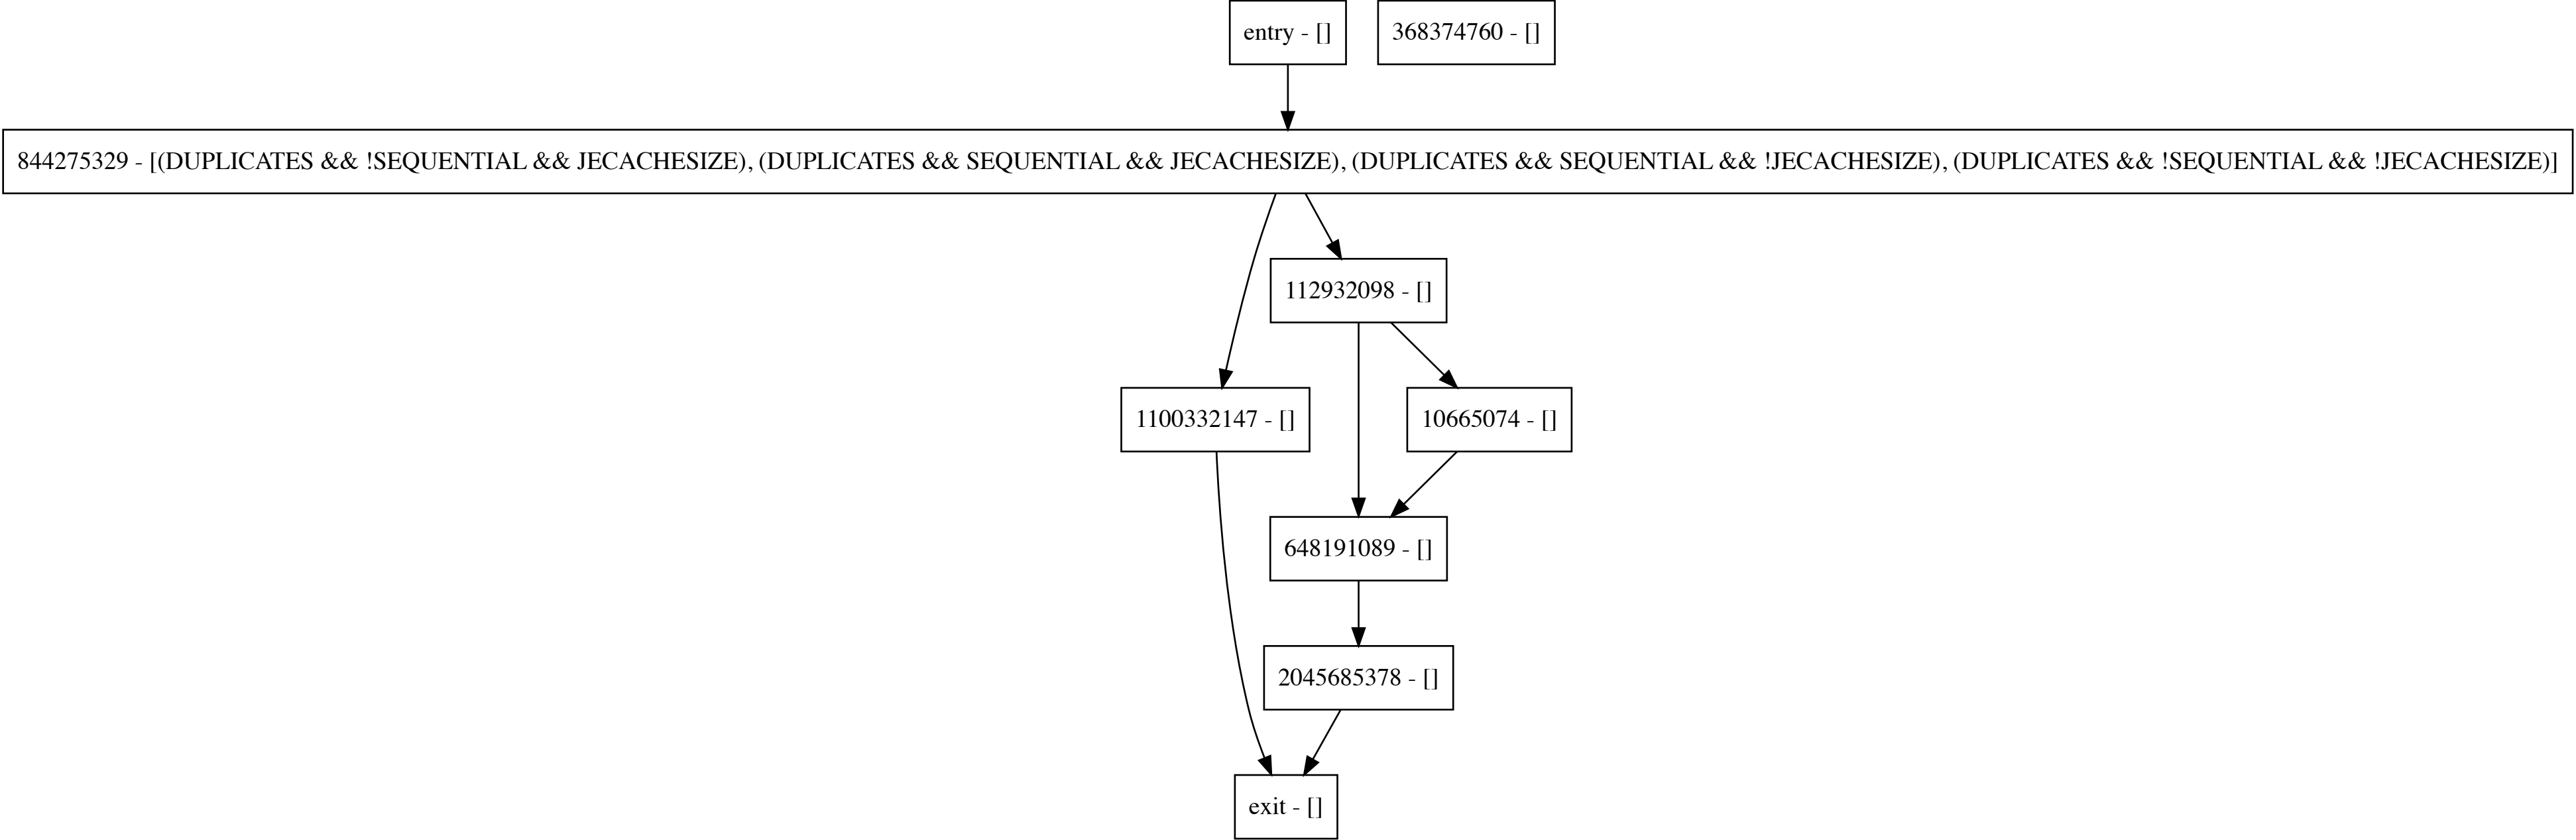 entry - []
368374760 - []
844275329 - [(DUPLICATES && !SEQUENTIAL && JECACHESIZE), (DUPLICATES && SEQUENTIAL && JECACHESIZE), (DUPLICATES && SEQUENTIAL && !JECACHESIZE), (DUPLICATES && !SEQUENTIAL && !JECACHESIZE)]
112932098 - []
1100332147 - []
10665074 - []
648191089 - []
2045685378 - []
exit - []